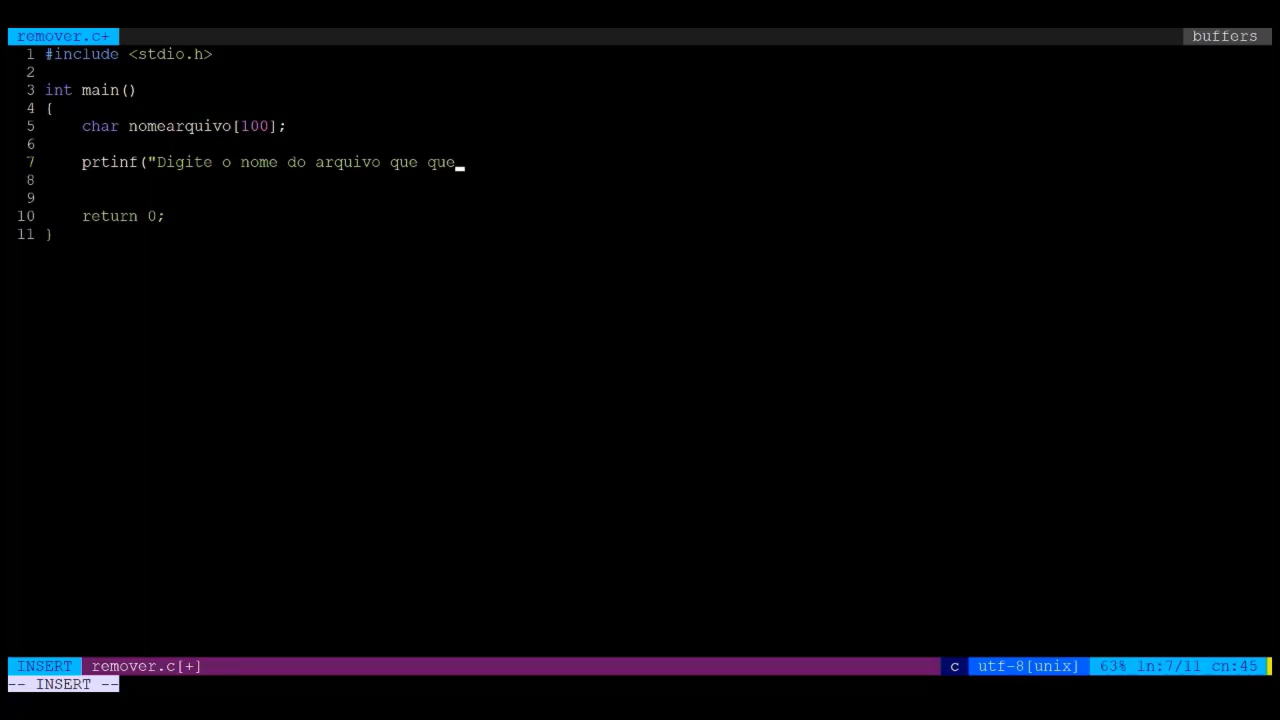 remover.c+ buffers
1 #include <stdio.h>
2
3 int main()
4 {
5     char nomearquivo[100];
6
7     prtinf("Digite o nome do arquivo que que
8
9
10     return 0;
11 }
INSERT remover.c[+] c utf-8[unix] 63% ln:7/11 cn:45
-- INSERT --